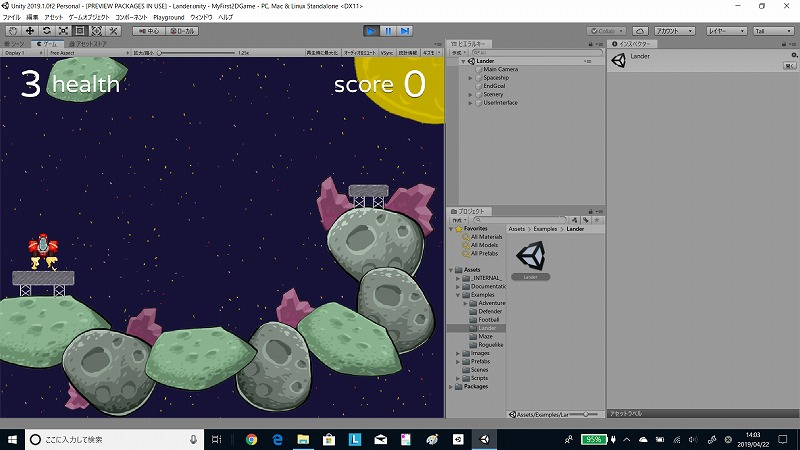 Unity 2019.1.0f2 Personal - [PREVIEW PACKAGES IN USE] - Lander.unity - MyFirst2DGame - PC, Mac & Linux Standalone <DX11>
ファイル 編集 アセット ゲームオブジェクト コンポーネント Playground ウィンドウ ヘルプ
中心 ローカル Collab アカウント レイヤー Tall
シーン ゲーム アセットストア
Display 1 Free Aspect 拡大/縮小 1.25x 再生時に最大化 オーディオをミュート VSync 統計情報 ギズモ
3 health score 0
ヒエラルキー
作成
Lander
Main Camera
Spaceship
EndGoal
Scenery
UserInterface
プロジェクト
作成
Favorites
All Materials
All Models
All Prefabs
Assets
_INTERNAL_
Documentatio
Examples
Adventure
Defender
Football
Lander
Maze
Roguelike
Images
Prefabs
Scenes
Scripts
Packages
Assets Examples Lander
Lander
Assets/Examples/Lar
インスペクター
Lander
開く
アセットラベル
ここに入力して検索
95%
14:03
2019/04/22